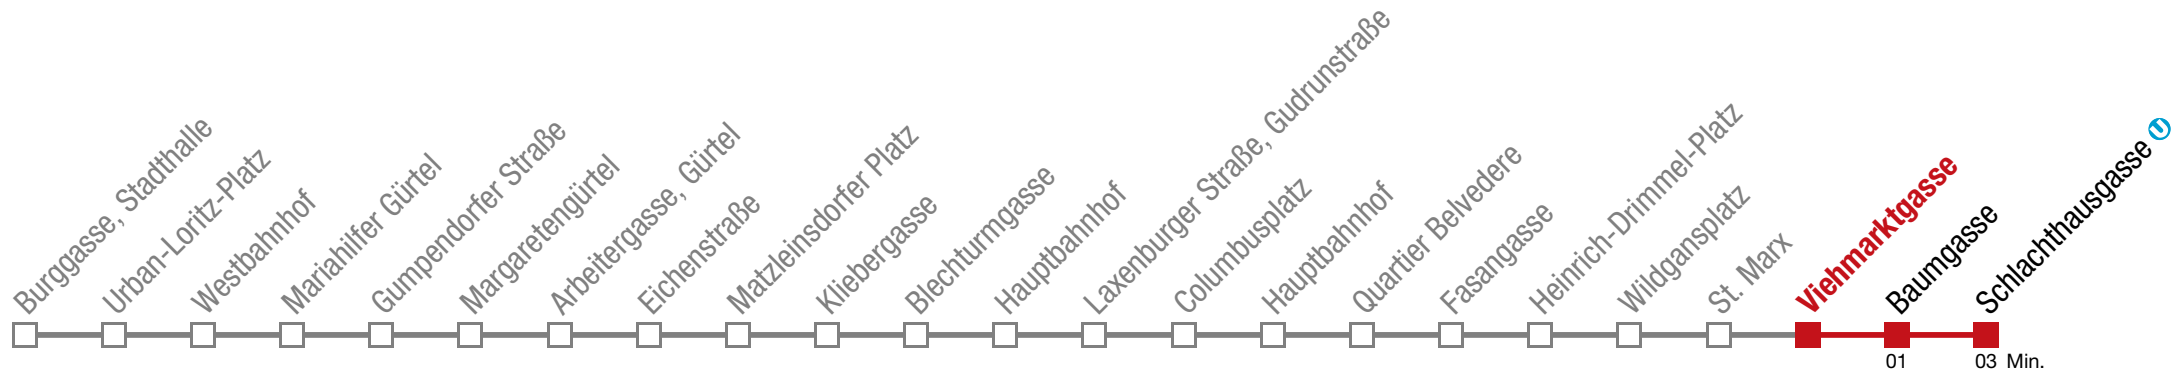 Burggasse, Stadthalle
Urban-Loritz-Platz
Westbahnhof
Mariahilfer Gürtel
Gumpendorfer Straße
Margaretengürtel
Arbeitergasse, Gürtel
Eichenstraße
Matzleinsdorfer Platz
Kliebergasse
Blechturmgasse
Hauptbahnhof
Laxenburger Straße, Gudrunstraße
Columbusplatz
Hauptbahnhof
Quartier Belvedere
Fasangasse
Heinrich-Drimmel-Platz
Wildgansplatz
St. Marx
Viehmarktgasse
Baumgasse
Schlachthausgasse U
01 03 Min.